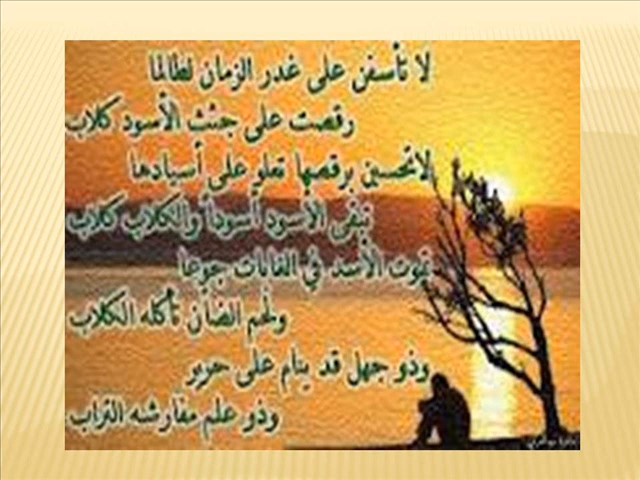 لا تأسفن على غدر الزمان لطالما
رقصت على جثث الأسود كلاب
لاتحسبن برقصها تعلو على أسيادها
تبقى الأسود أسوداً والكلاب كلاب
تموت الأسد في الغابات جوعا
ولحم الضأن تأكله الكلاب
وذو جهل قد ينام على حرير
وذو علم مفارشه التراب